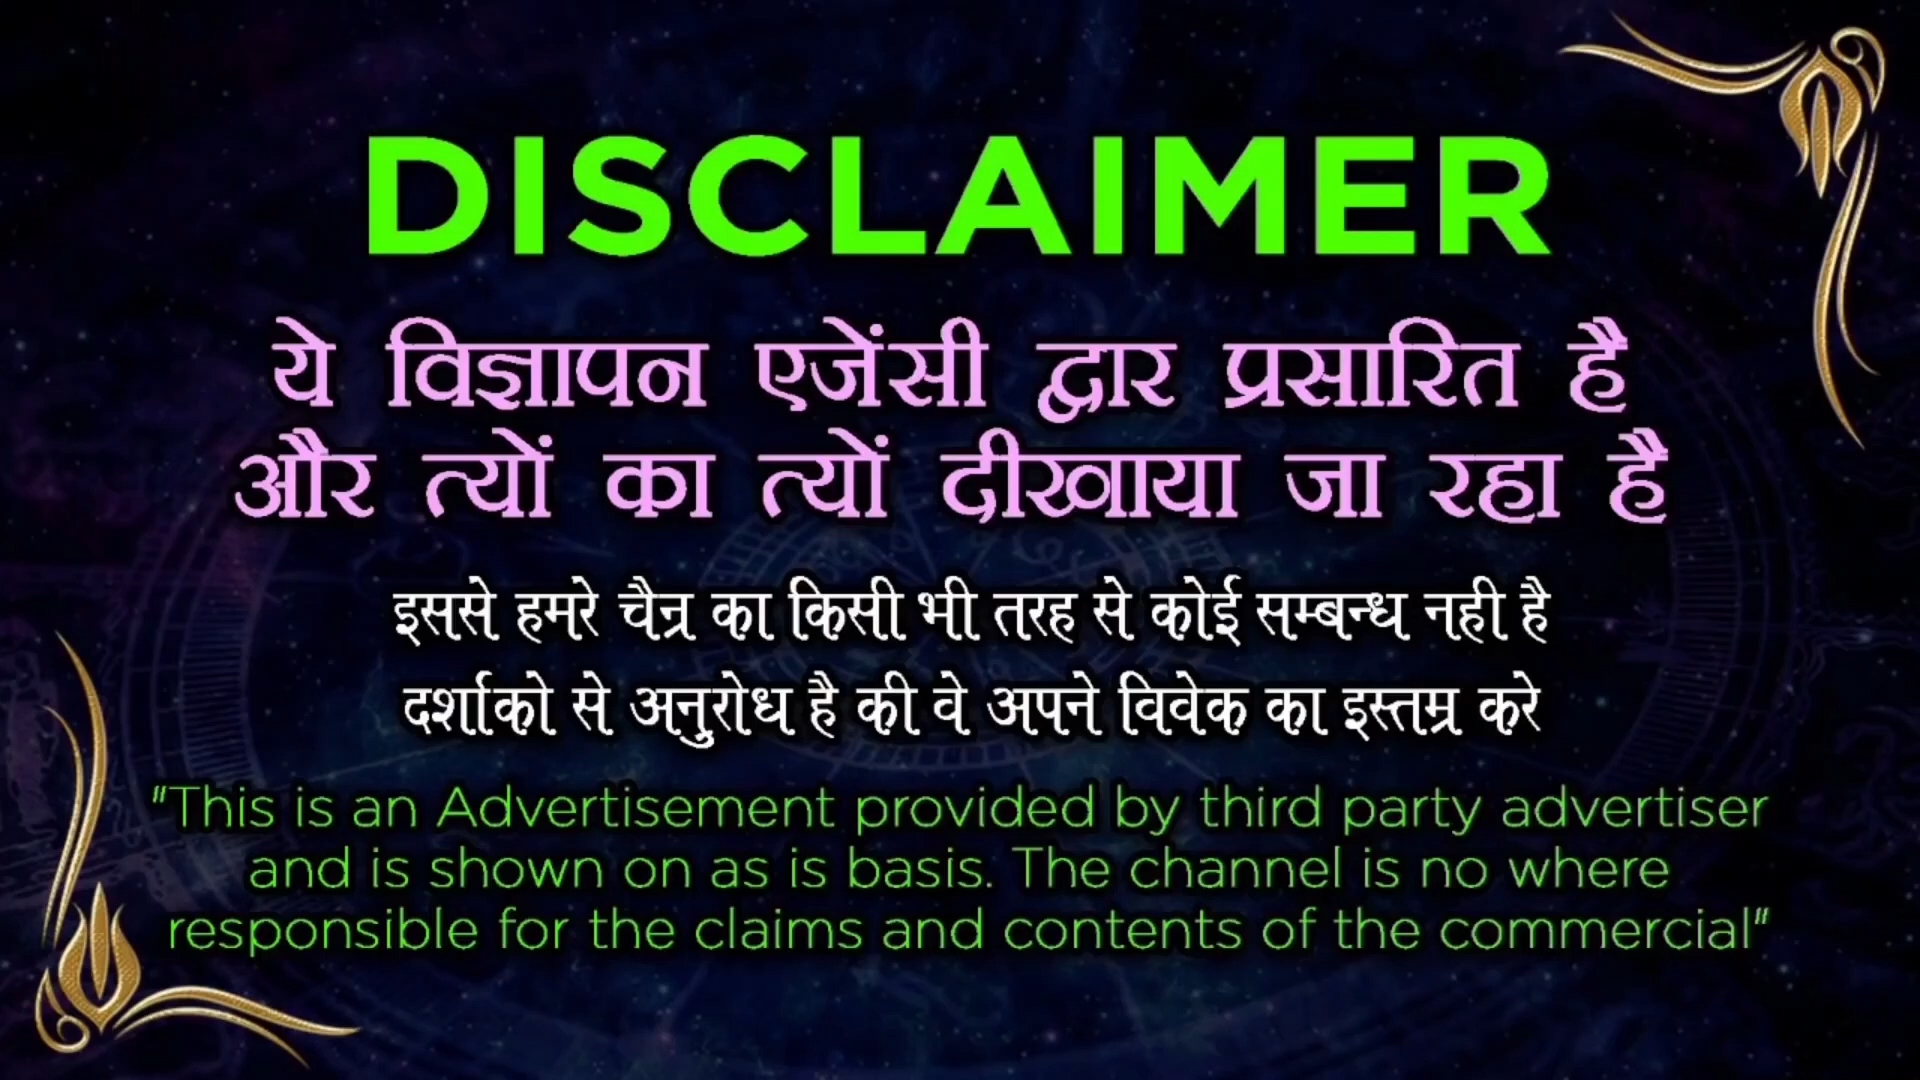 DISCLAIMER
ये विज्ञापन एजेंसी द्वार प्रसारित है
और त्यों का त्यों दीखाया जा रहा है
इससे हमरे चैन्र का किसी भी तरह से कोई सम्बन्ध नही है
दर्शाको से अनुरोध है की वे अपने विवेक का इस्तम्र करे
"This is an Advertisement provided by third party advertiser
and is shown on as is basis. The channel is no where
responsible for the claims and contents of the commercial"